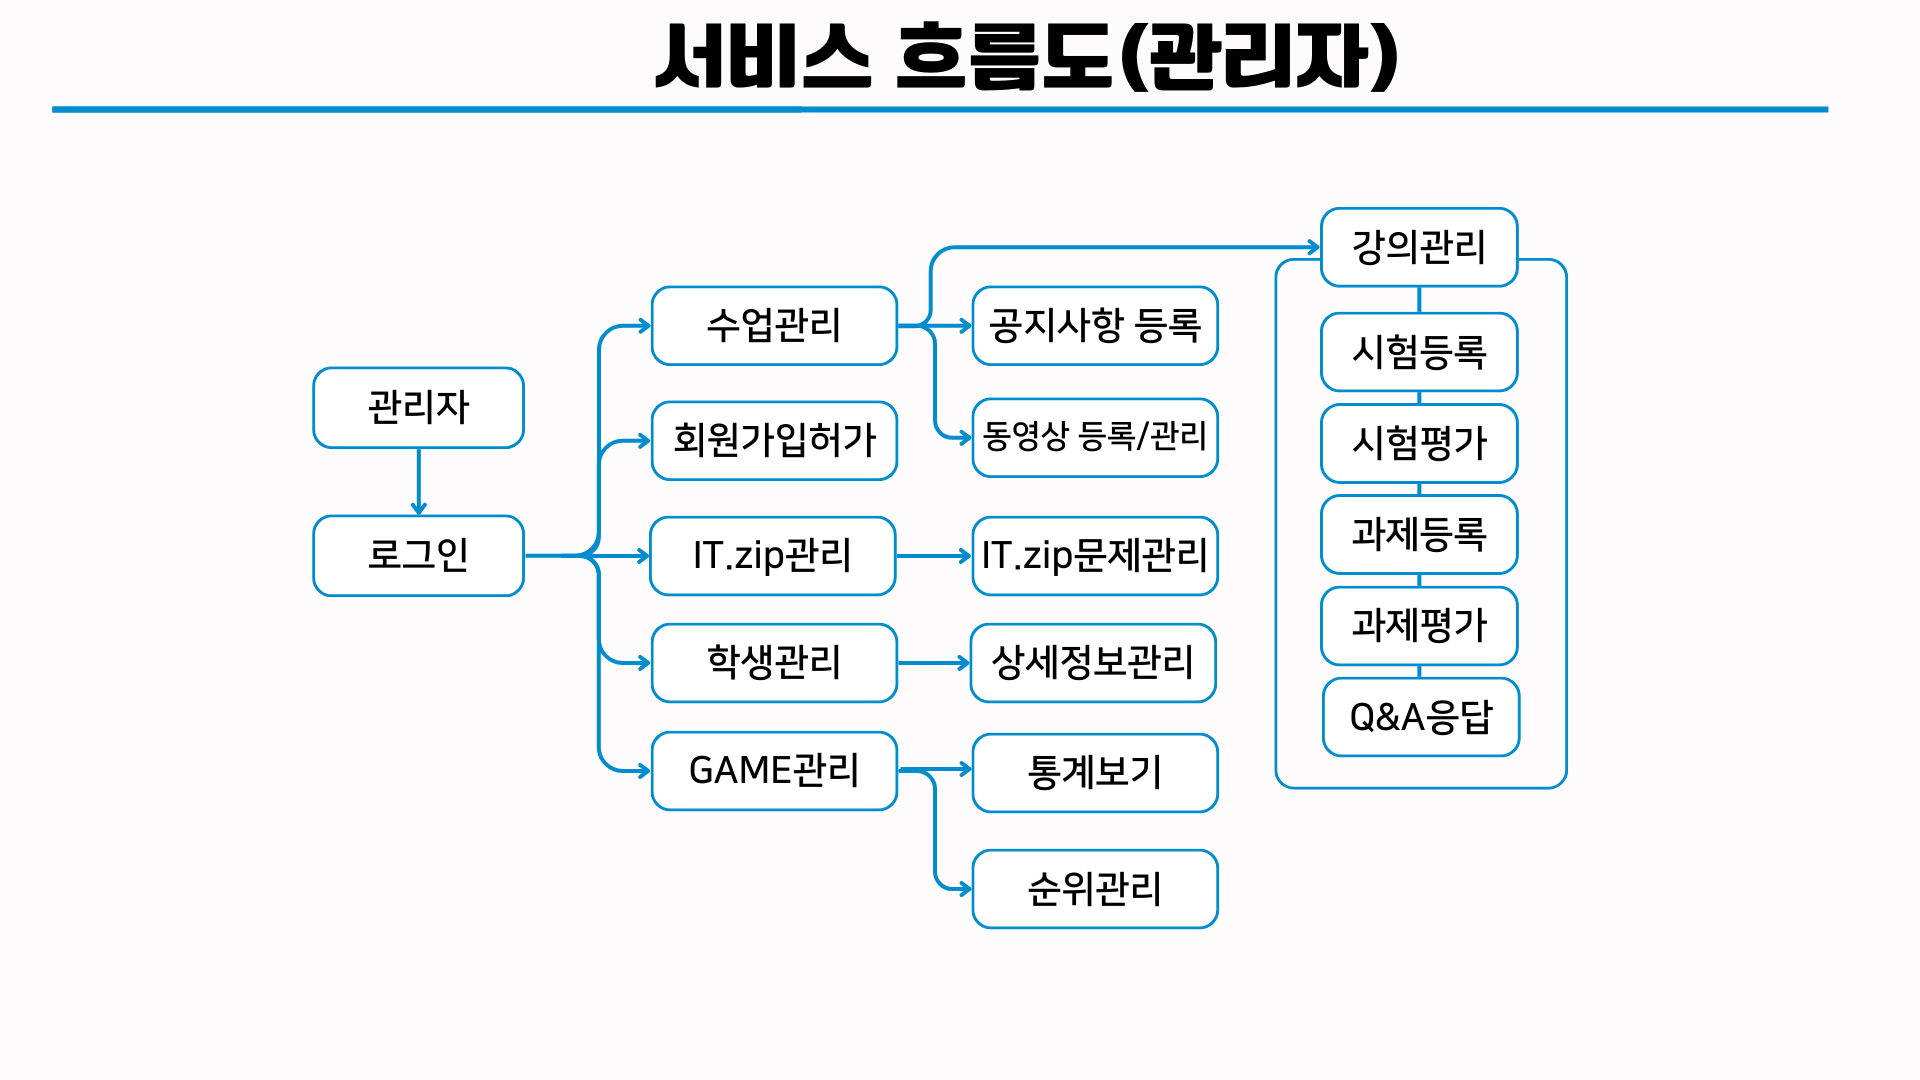 서비스 흐름도(관리자)
관리자
로그인
수업관리
회원가입허가
IT.zip관리
학생관리
GAME관리
공지사항 등록
동영상 등록/관리
IT.zip문제관리
상세정보관리
통계보기
순위관리
강의관리
시험등록
시험평가
과제등록
과제평가
Q&A응답